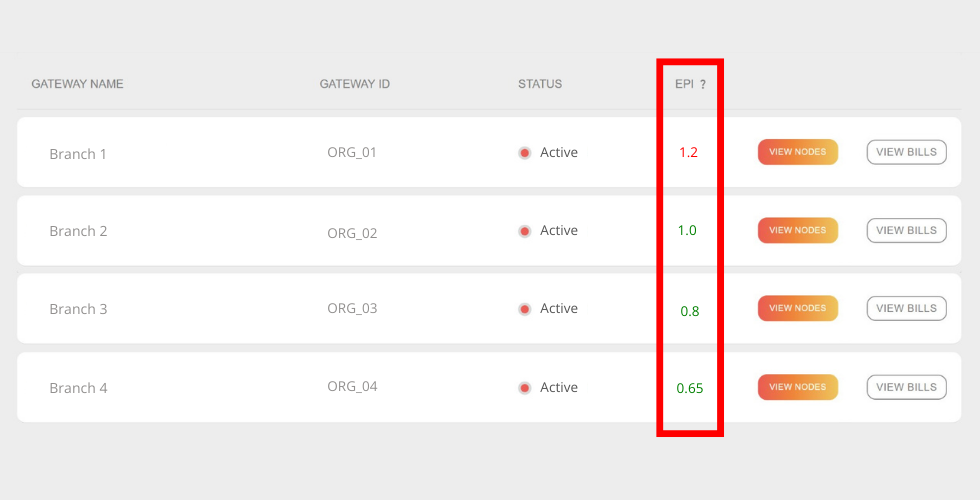 GATEWAY NAME GATEWAY ID STATUS EPI ?
Branch 1 ORG_01 Active 1.2 VIEW NODES VIEW BILLS
Branch 2 ORG_02 Active 1.0 VIEW NODES VIEW BILLS
Branch 3 ORG_03 Active 0.8 VIEW NODES VIEW BILLS
Branch 4 ORG_04 Active 0.65 VIEW NODES VIEW BILLS